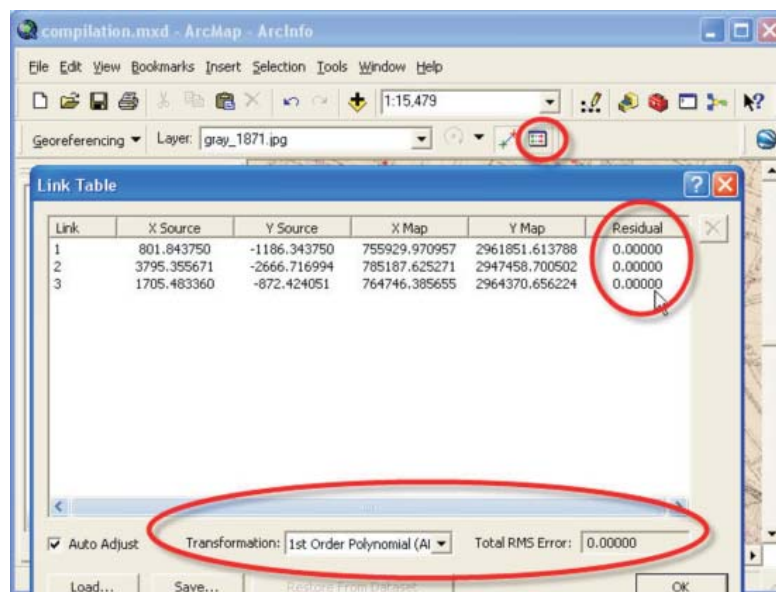 compilation.mxd - ArcMap - ArcInfo
File Edit View Bookmarks Insert Selection Tools Window Help
1:15,479
Georeferencing Layer: gray_1871.jpg
Link Table
Link X Source Y Source X Map Y Map Residual
1 801.843750 -1186.343750 755929.970957 2961851.613788 0.00000
2 3795.355671 -2666.716994 785187.625271 2947458.700502 0.00000
3 1705.483360 -872.424051 764746.385655 2964370.656224 0.00000
Auto Adjust Transformation: 1st Order Polynomial (Al Total RMS Error: 0.00000
Load... Save... Restore From Dataset OK